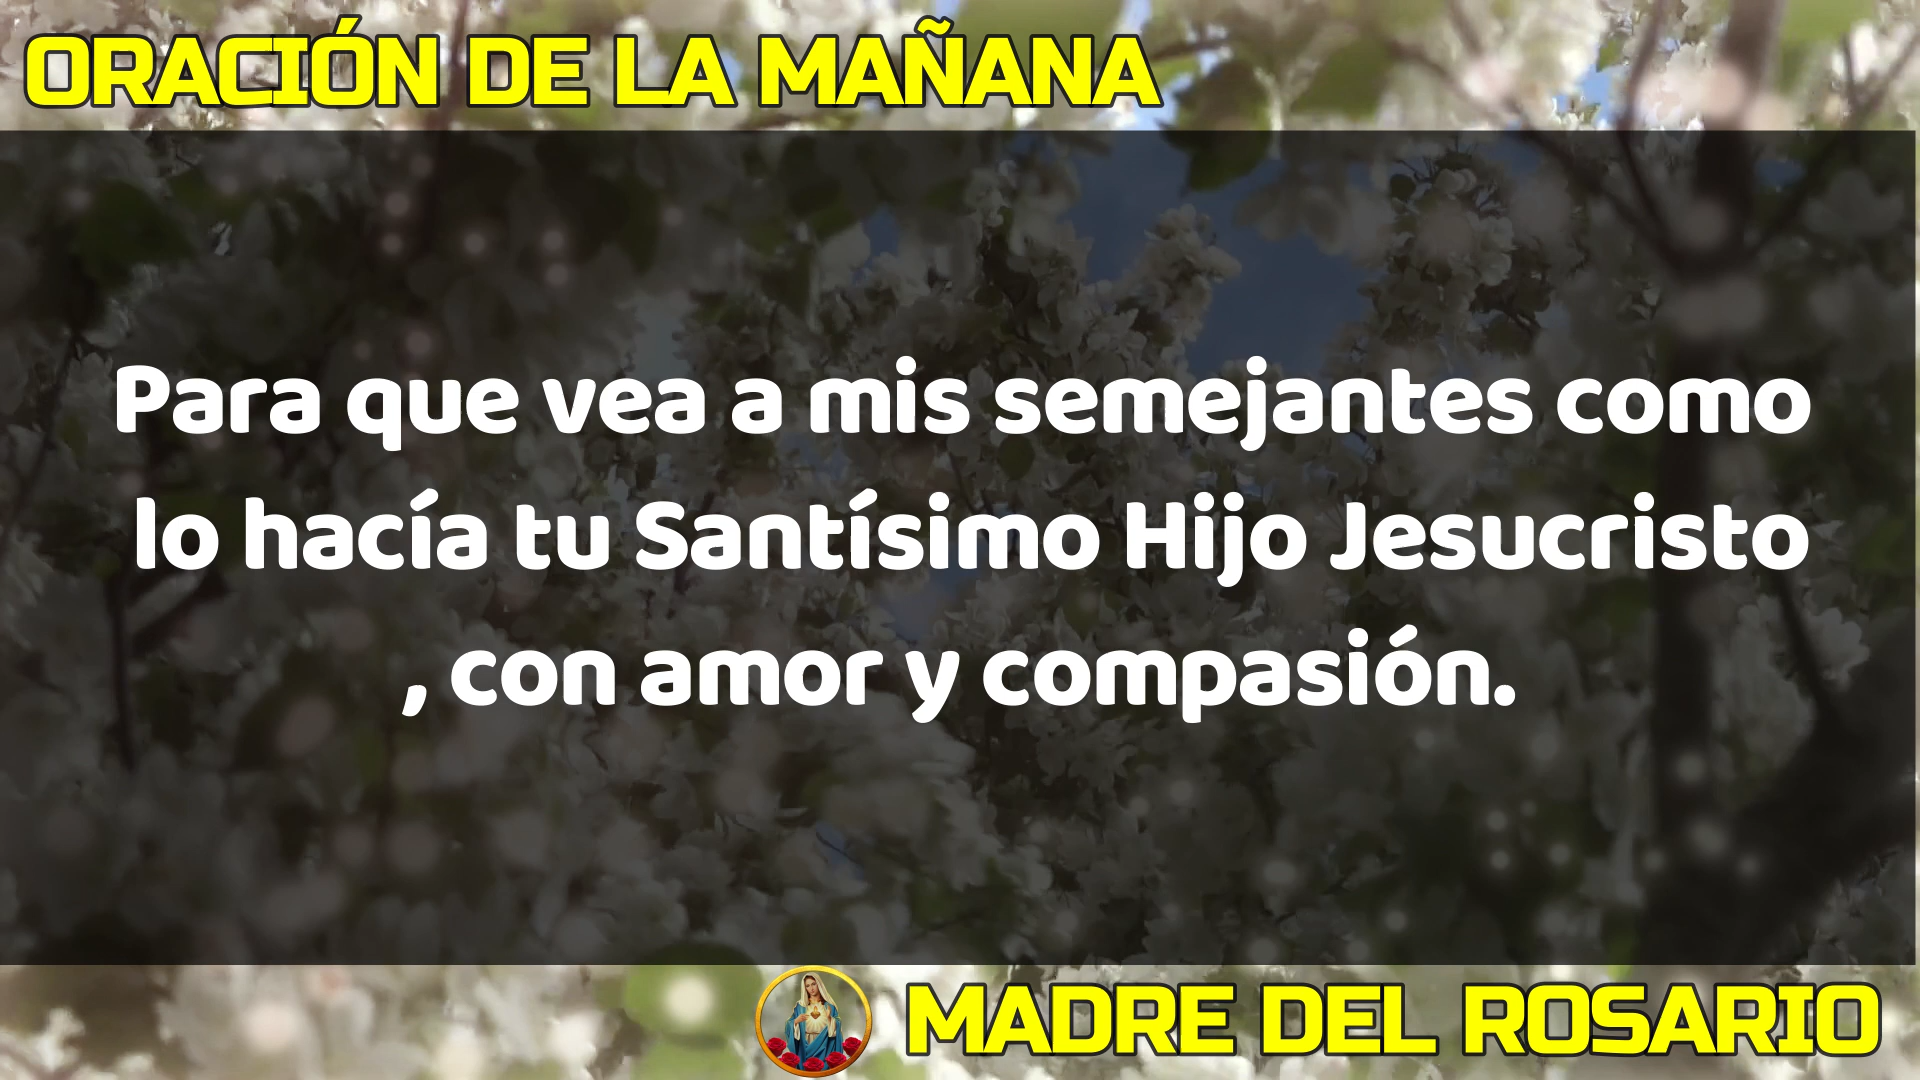 ORACIÓN DE LA MAÑANA
Para que vea a mis semejantes como
lo hacía tu Santísimo Hijo Jesucristo
, con amor y compasión.
MADRE DEL ROSARIO